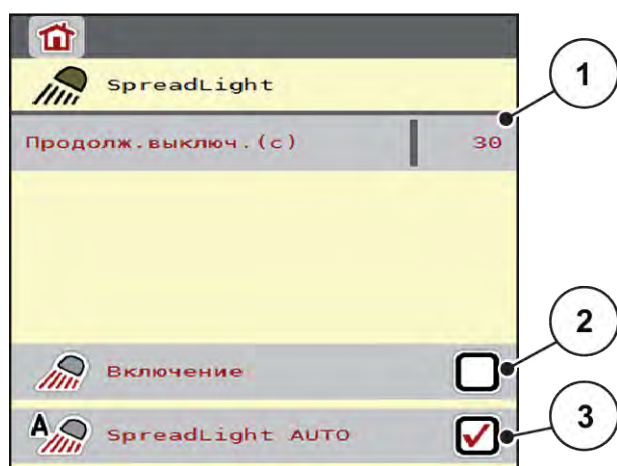 SpreadLight
1
Продолж.выключ.(с) 30
2
Включение
3
A
SpreadLight AUTO